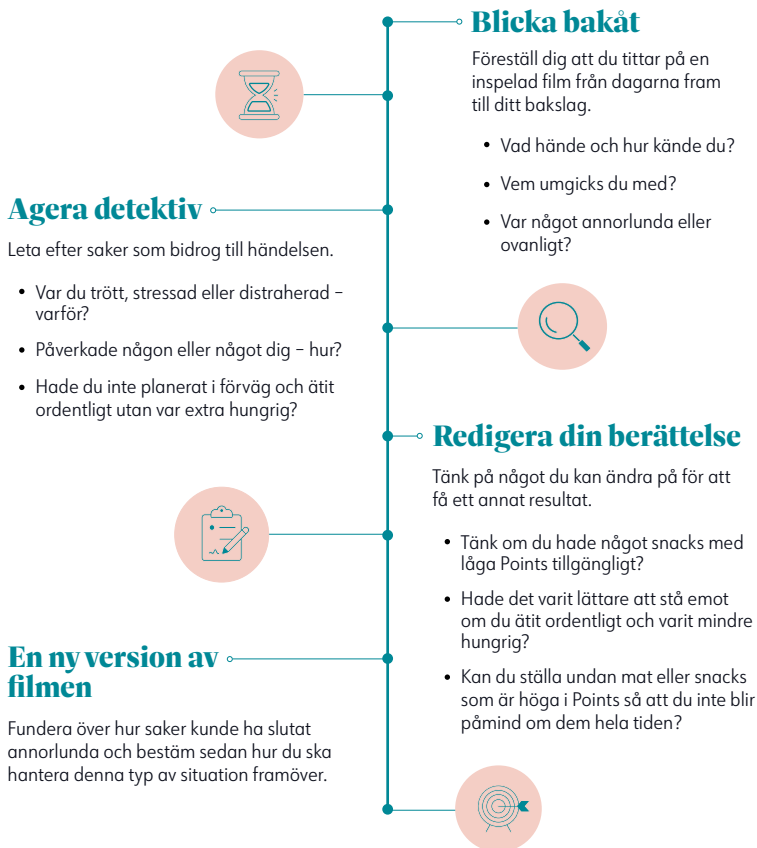 Blicka bakåt
Föreställ dig att du tittar på en
inspelad film från dagarna fram
till ditt bakslag.
• Vad hände och hur kände du?
• Vem umgicks du med?
• Var något annorlunda eller
ovanligt?
Agera detektiv
Leta efter saker som bidrog till händelsen.
• Var du trött, stressad eller distraherad –
varför?
• Påverkade någon eller något dig – hur?
• Hade du inte planerat i förväg och ätit
ordentligt utan var extra hungrig?
Redigera din berättelse
Tänk på något du kan ändra på för att
få ett annat resultat.
• Tänk om du hade något snacks med
låga Points tillgängligt?
• Hade det varit lättare att stå emot
om du ätit ordentligt och varit mindre
hungrig?
• Kan du ställa undan mat eller snacks
som är höga i Points så att du inte blir
påmind om dem hela tiden?
En ny version av
filmen
Fundera över hur saker kunde ha slutat
annorlunda och bestäm sedan hur du ska
hantera denna typ av situation framöver.